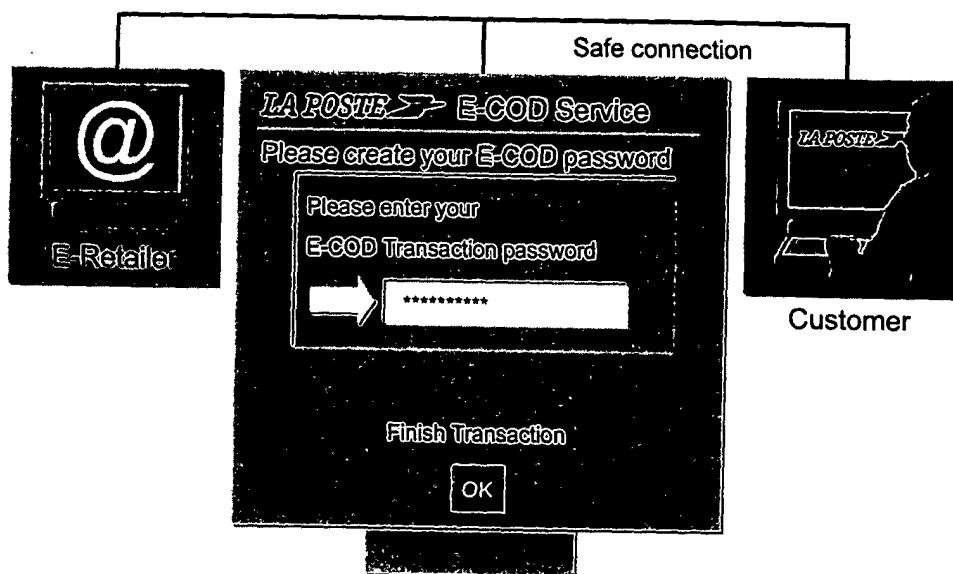 Safe connection
@
E-Retailer
LA POSTE E-COD Service
Please create your E-COD password
Please enter your
E-COD Transaction password
**********
Finish Transaction
OK
LA POSTE
Customer